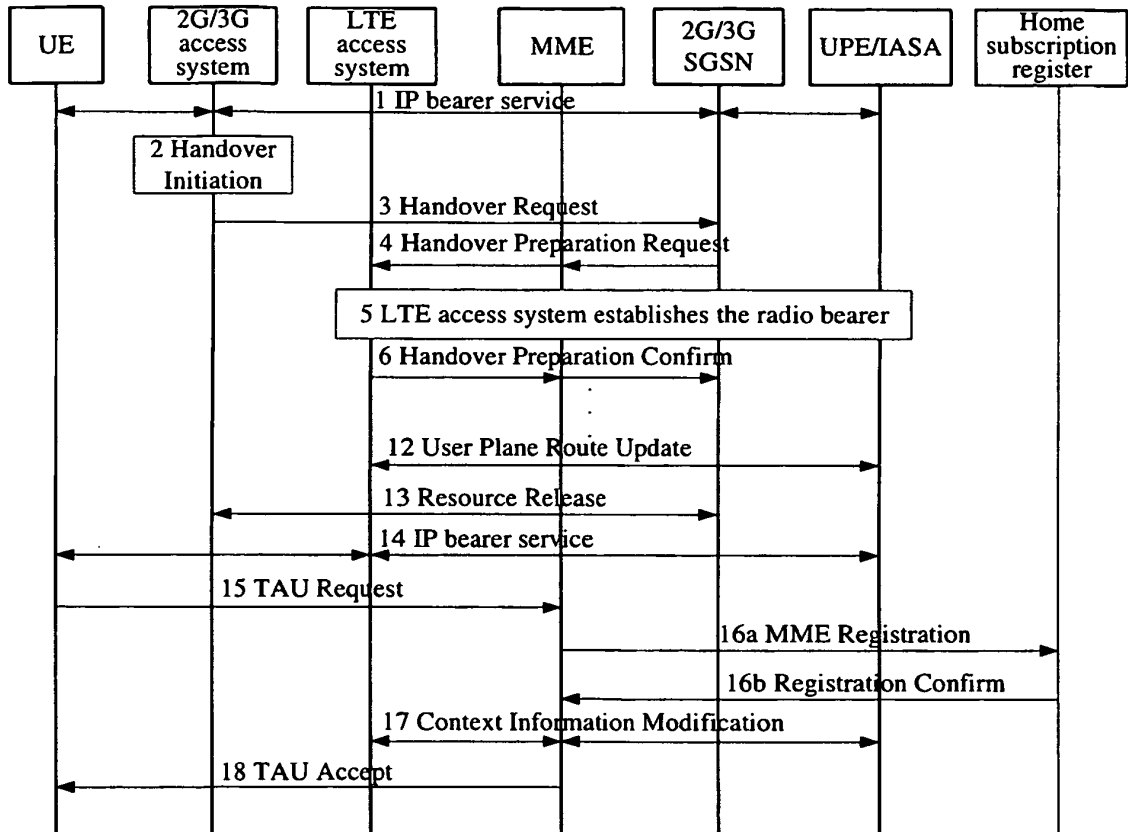 UE
2G/3G
access
system
LTE
access
system
MME
2G/3G
SGSN
UPE/IASA
Home
subscription
register
1 IP bearer service
2 Handover
Initiation
3 Handover Request
4 Handover Preparation Request
5 LTE access system establishes the radio bearer
6 Handover Preparation Confirm
12 User Plane Route Update
13 Resource Release
14 IP bearer service
15 TAU Request
16a MME Registration
16b Registration Confirm
17 Context Information Modification
18 TAU Accept